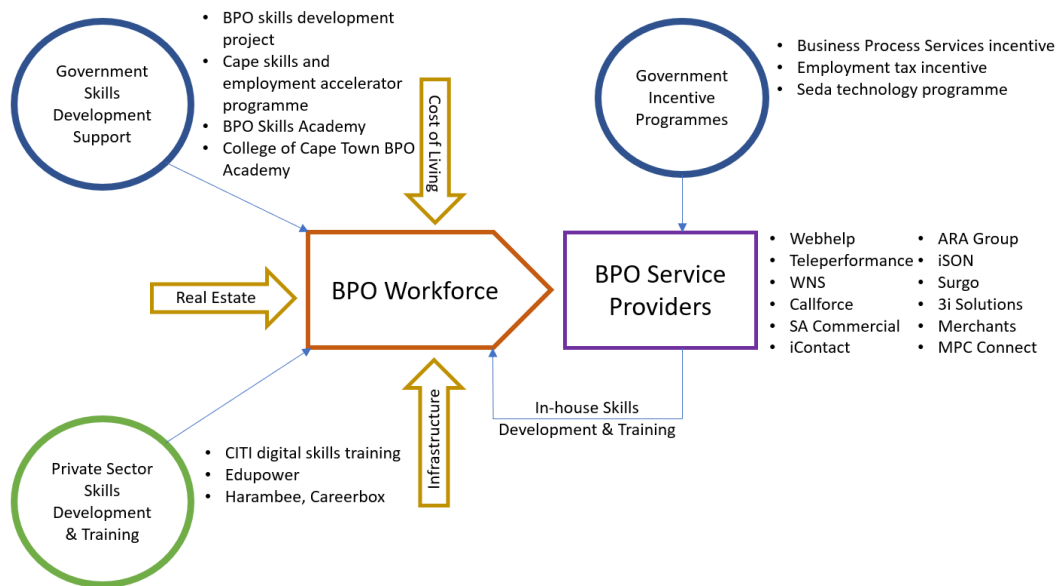 Government
Skills
Development
Support
• BPO skills development
project
• Cape skills and
employment accelerator
programme
• BPO Skills Academy
• College of Cape Town BPO
Academy
Cost of Living
Government
Incentive
Programmes
• Business Process Services incentive
• Employment tax incentive
• Seda technology programme
Real Estate
BPO Workforce
BPO Service
Providers
• Webhelp
• Teleperformance
• WNS
• Callforce
• SA Commercial
• iContact
• ARA Group
• iSON
• Surgo
• 3i Solutions
• Merchants
• MPC Connect
Infrastructure
In-house Skills
Development & Training
Private Sector
Skills
Development
& Training
• CITI digital skills training
• Edupower
• Harambee, Careerbox